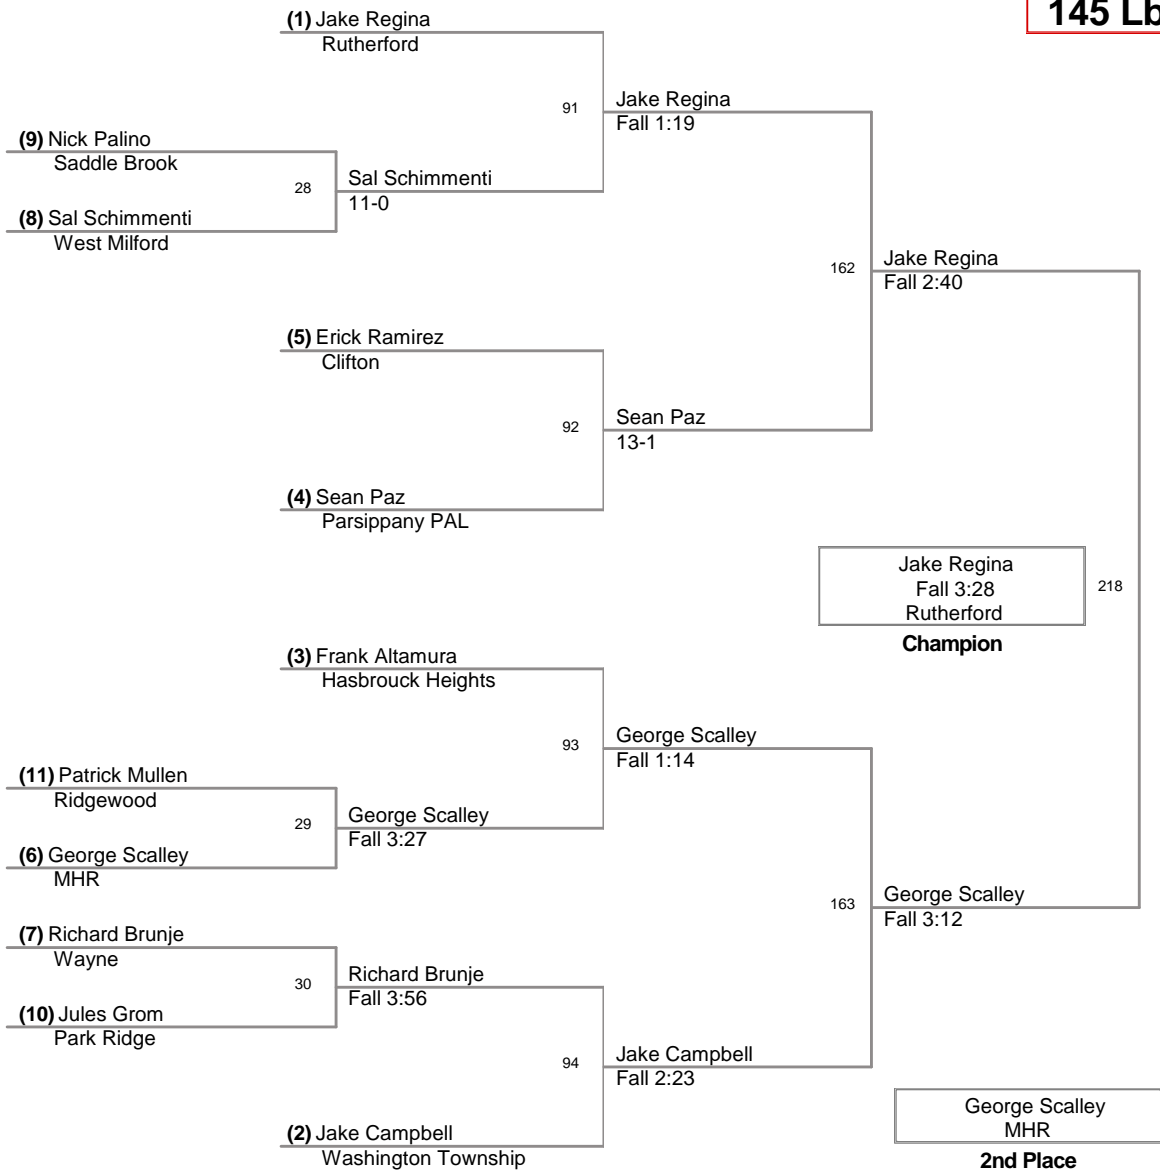 145 Lb
(1) Jake Regina
Rutherford
91
Jake Regina
Fall 1:19
(9) Nick Palino
Saddle Brook
28
Sal Schimmenti
11-0
(8) Sal Schimmenti
West Milford
162
Jake Regina
Fall 2:40
(5) Erick Ramirez
Clifton
92
Sean Paz
13-1
(4) Sean Paz
Parsippany PAL
Jake Regina
Fall 3:28
Rutherford
218
Champion
(3) Frank Altamura
Hasbrouck Heights
93
George Scalley
Fall 1:14
(11) Patrick Mullen
Ridgewood
29
George Scalley
Fall 3:27
(6) George Scalley
MHR
163
George Scalley
Fall 3:12
(7) Richard Brunje
Wayne
30
Richard Brunje
Fall 3:56
(10) Jules Grom
Park Ridge
94
Jake Campbell
Fall 2:23
(2) Jake Campbell
Washington Township
George Scalley
MHR
2nd Place